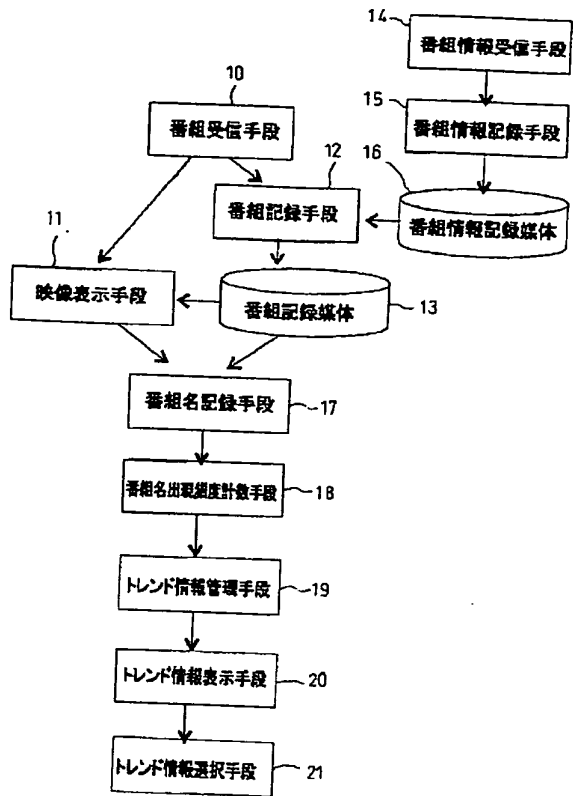 14
番組情報受信手段
10
15
番組受信手段
番組情報記録手段
12
16
番組記録手段
番組情報記録媒体
11
映像表示手段
番組記録媒体
13
番組名記録手段
17
番組名出現頻度計数手段
18
トレンド情報管理手段
19
トレンド情報表示手段
20
トレンド情報選択手段
21